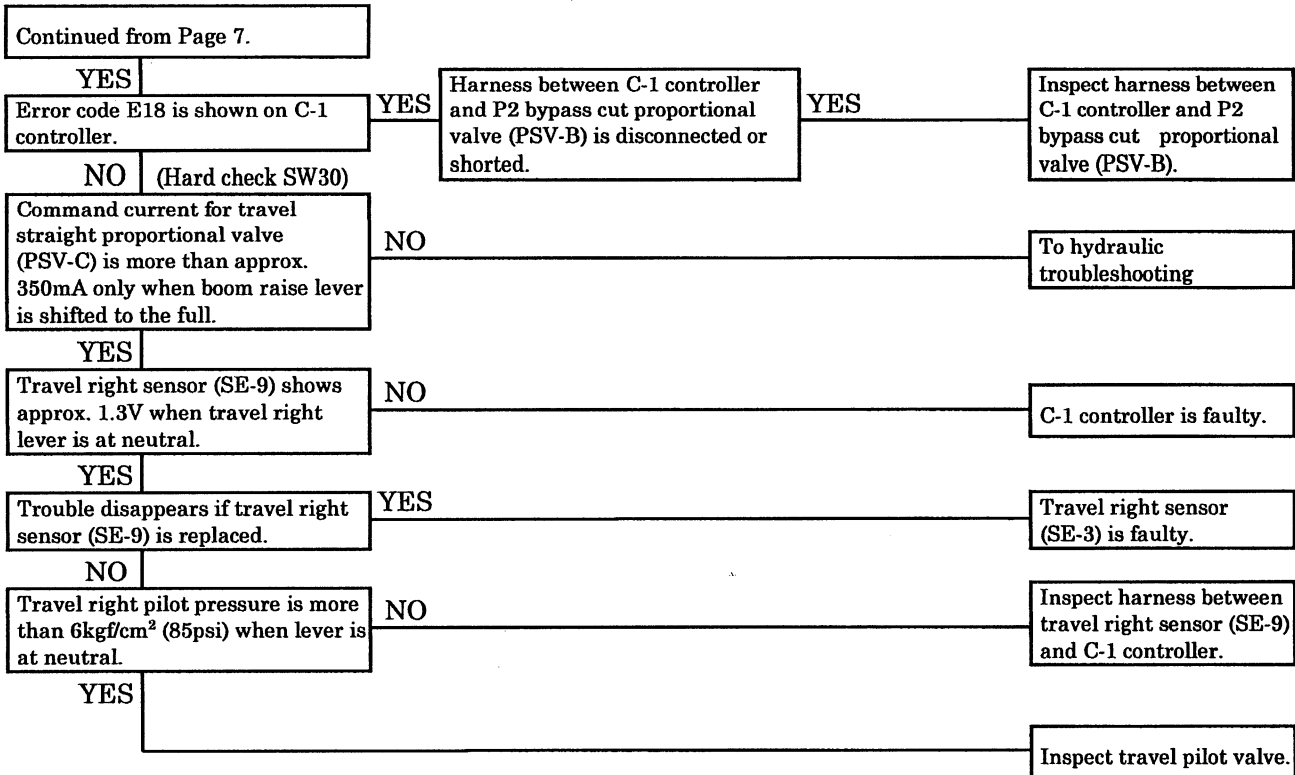 Continued from Page 7.
YES
Error code E18 is shown on C-1
controller.
YES
Harness between C-1 controller
and P2 bypass cut proportional
valve (PSV-B) is disconnected or
shorted.
YES
Inspect harness between
C-1 controller and P2
bypass cut proportional
valve (PSV-B).
NO (Hard check SW30)
Command current for travel
straight proportional valve
(PSV-C) is more than approx.
350mA only when boom raise lever
is shifted to the full.
NO
To hydraulic
troubleshooting
YES
Travel right sensor (SE-9) shows
approx. 1.3V when travel right
lever is at neutral.
NO
C-1 controller is faulty.
YES
Trouble disappears if travel right
sensor (SE-9) is replaced.
YES
Travel right sensor
(SE-3) is faulty.
NO
Travel right pilot pressure is more
than 6kgf/cm² (85psi) when lever is
at neutral.
NO
Inspect harness between
travel right sensor (SE-9)
and C-1 controller.
YES
Inspect travel pilot valve.